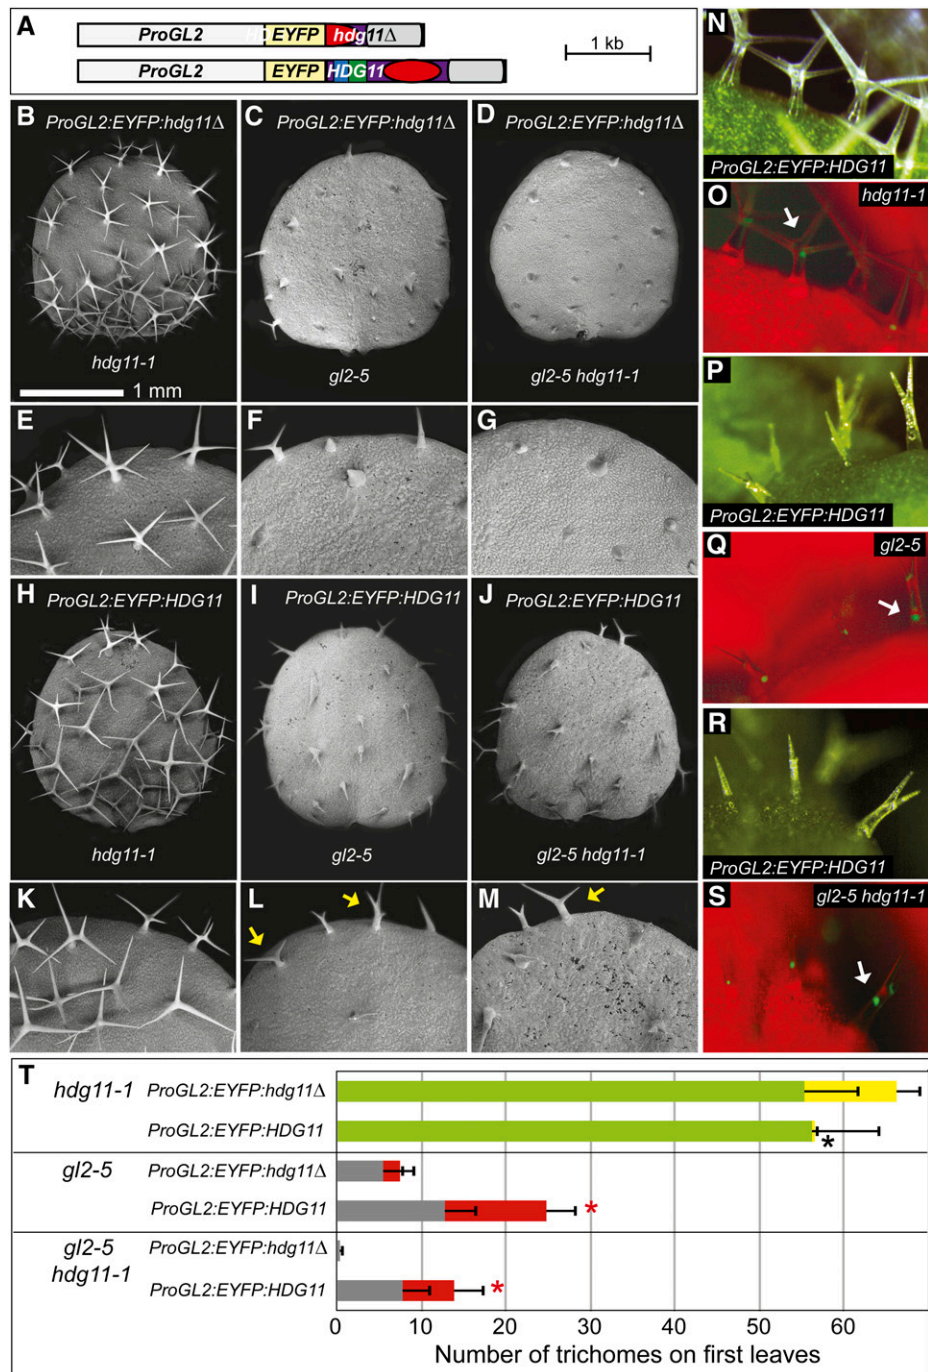 A
ProGL2 HD EYFP hdg11Δ
ProGL2 EYFP HDG11
1 kb
B ProGL2:EYFP:hdg11Δ
hdg11-1
1 mm
C ProGL2:EYFP:hdg11Δ
gl2-5
D ProGL2:EYFP:hdg11Δ
gl2-5 hdg11-1
E
F
G
H ProGL2:EYFP:HDG11
hdg11-1
I ProGL2:EYFP:HDG11
gl2-5
J ProGL2:EYFP:HDG11
gl2-5 hdg11-1
K
L
M
N
ProGL2:EYFP:HDG11
O hdg11-1
P
ProGL2:EYFP:HDG11
Q gl2-5
R
ProGL2:EYFP:HDG11
S gl2-5 hdg11-1
T
hdg11-1 ProGL2:EYFP:hdg11Δ
ProGL2:EYFP:HDG11 *
gl2-5 ProGL2:EYFP:hdg11Δ
ProGL2:EYFP:HDG11 *
gl2-5 ProGL2:EYFP:hdg11Δ
hdg11-1
ProGL2:EYFP:HDG11 *
0 10 20 30 40 50 60
Number of trichomes on first leaves